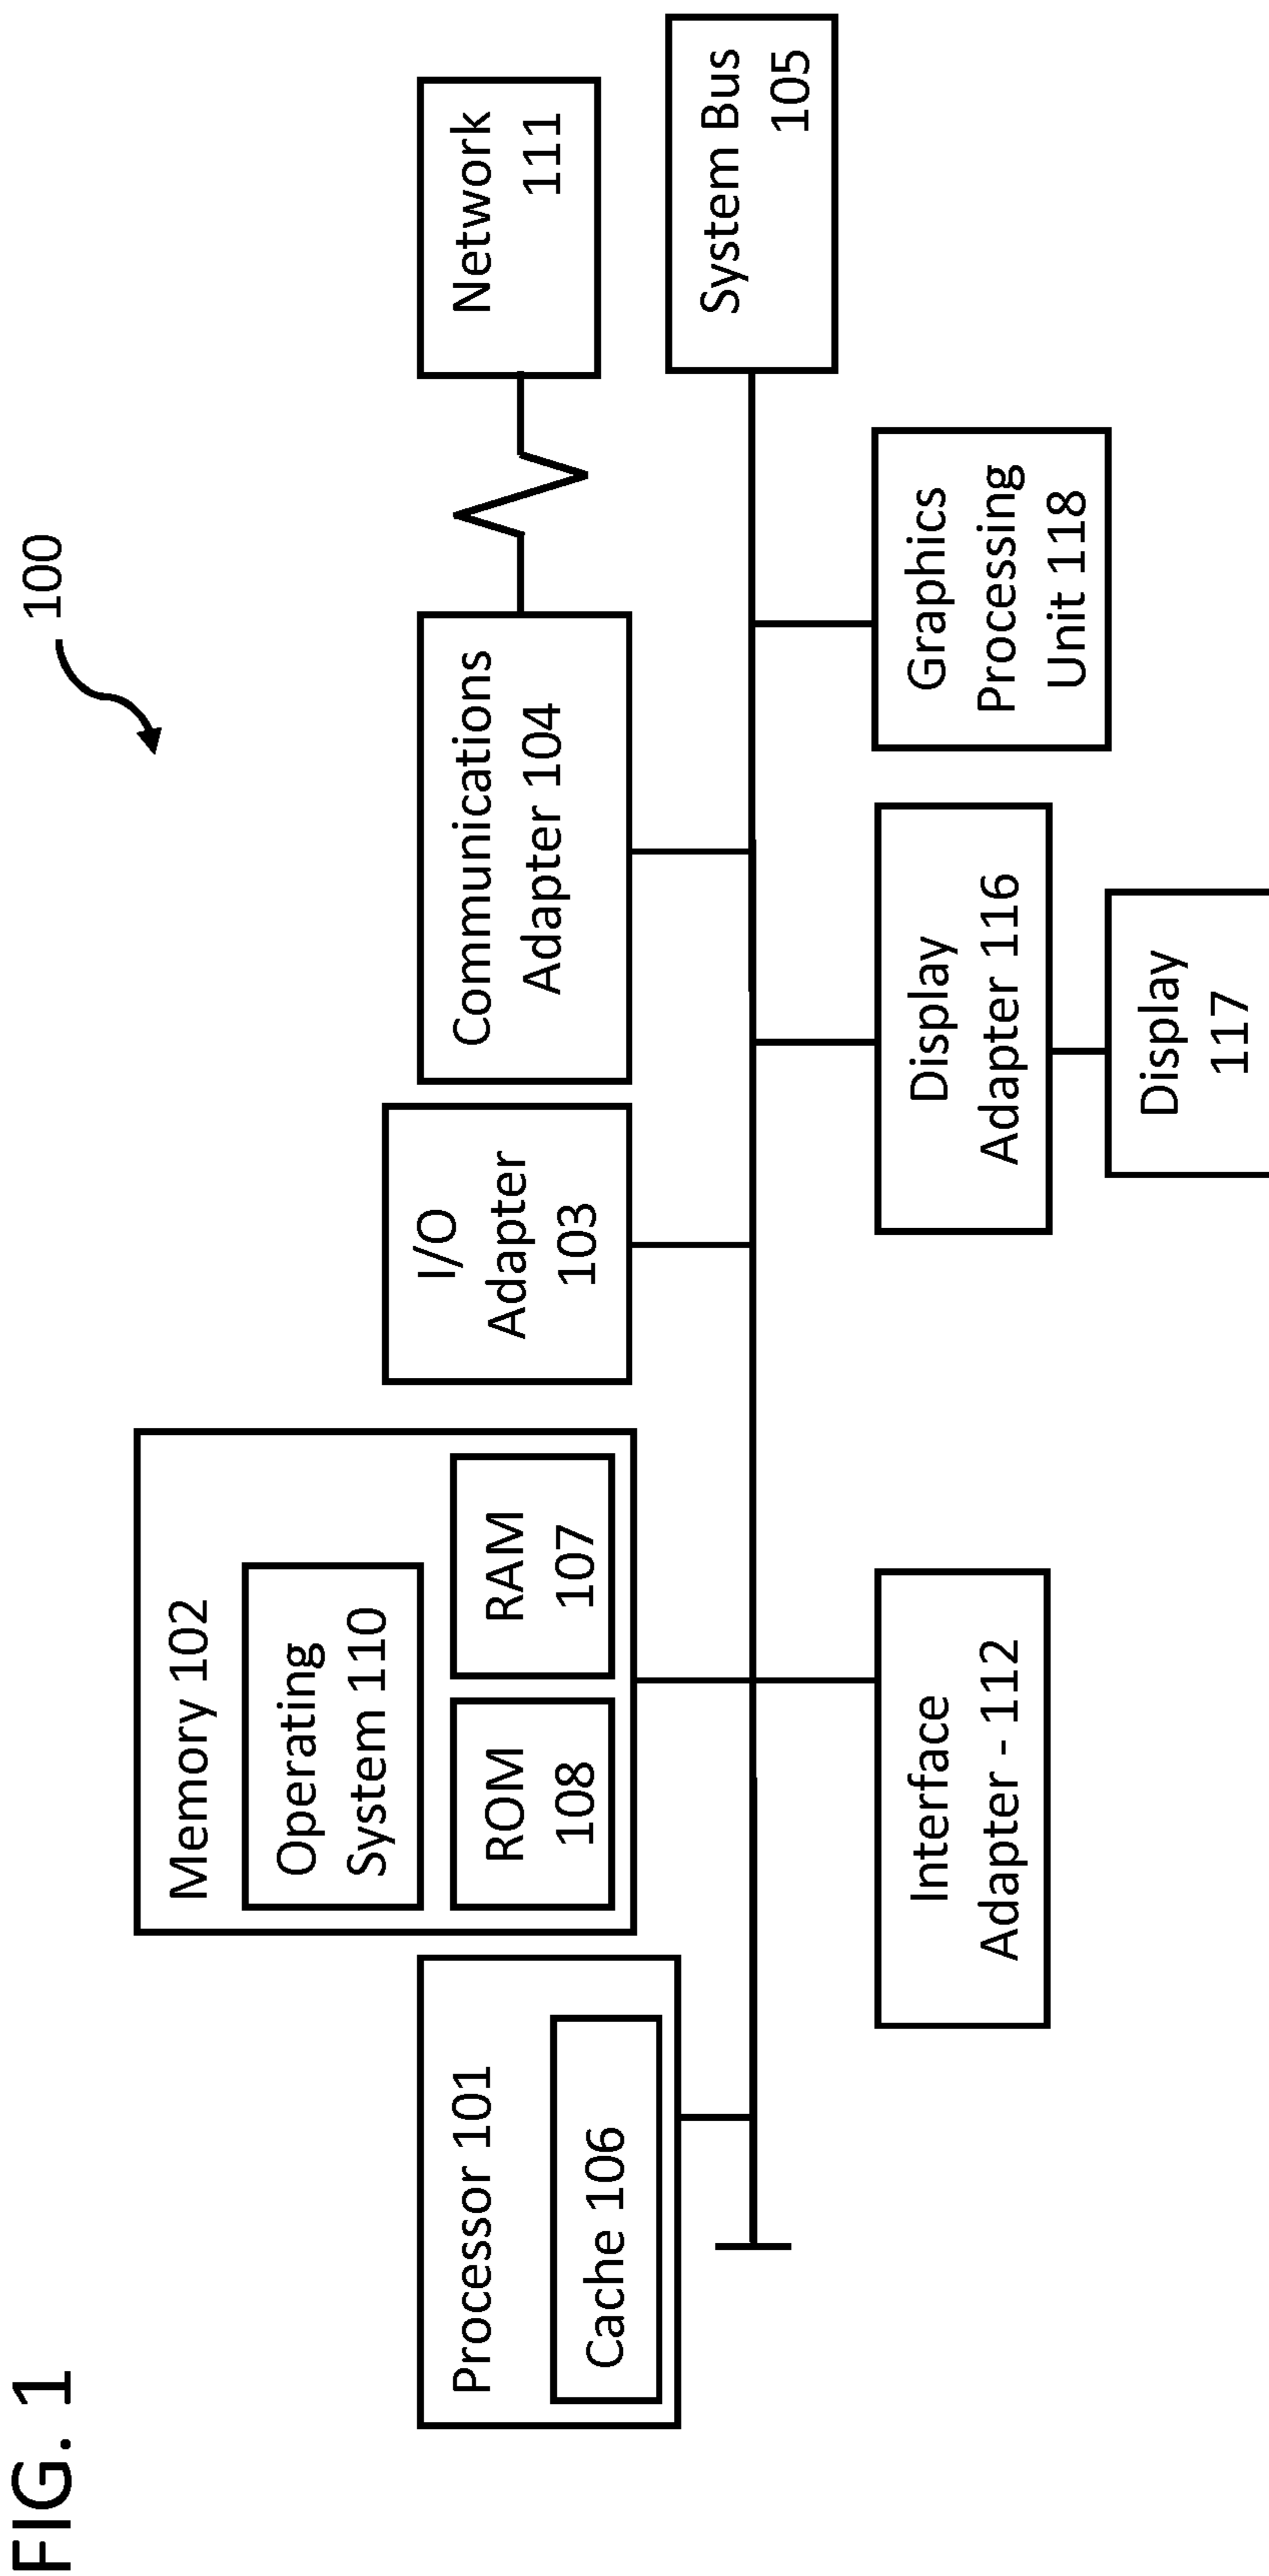 FIG. 1
100
Memory 102
Operating
System 110
ROM
108
RAM
107
Processor 101
Cache 106
I/O
Adapter
103
Communications
Adapter 104
Network
111
System Bus
105
Interface
Adapter - 112
Display
Adapter 116
Display
117
Graphics
Processing
Unit 118